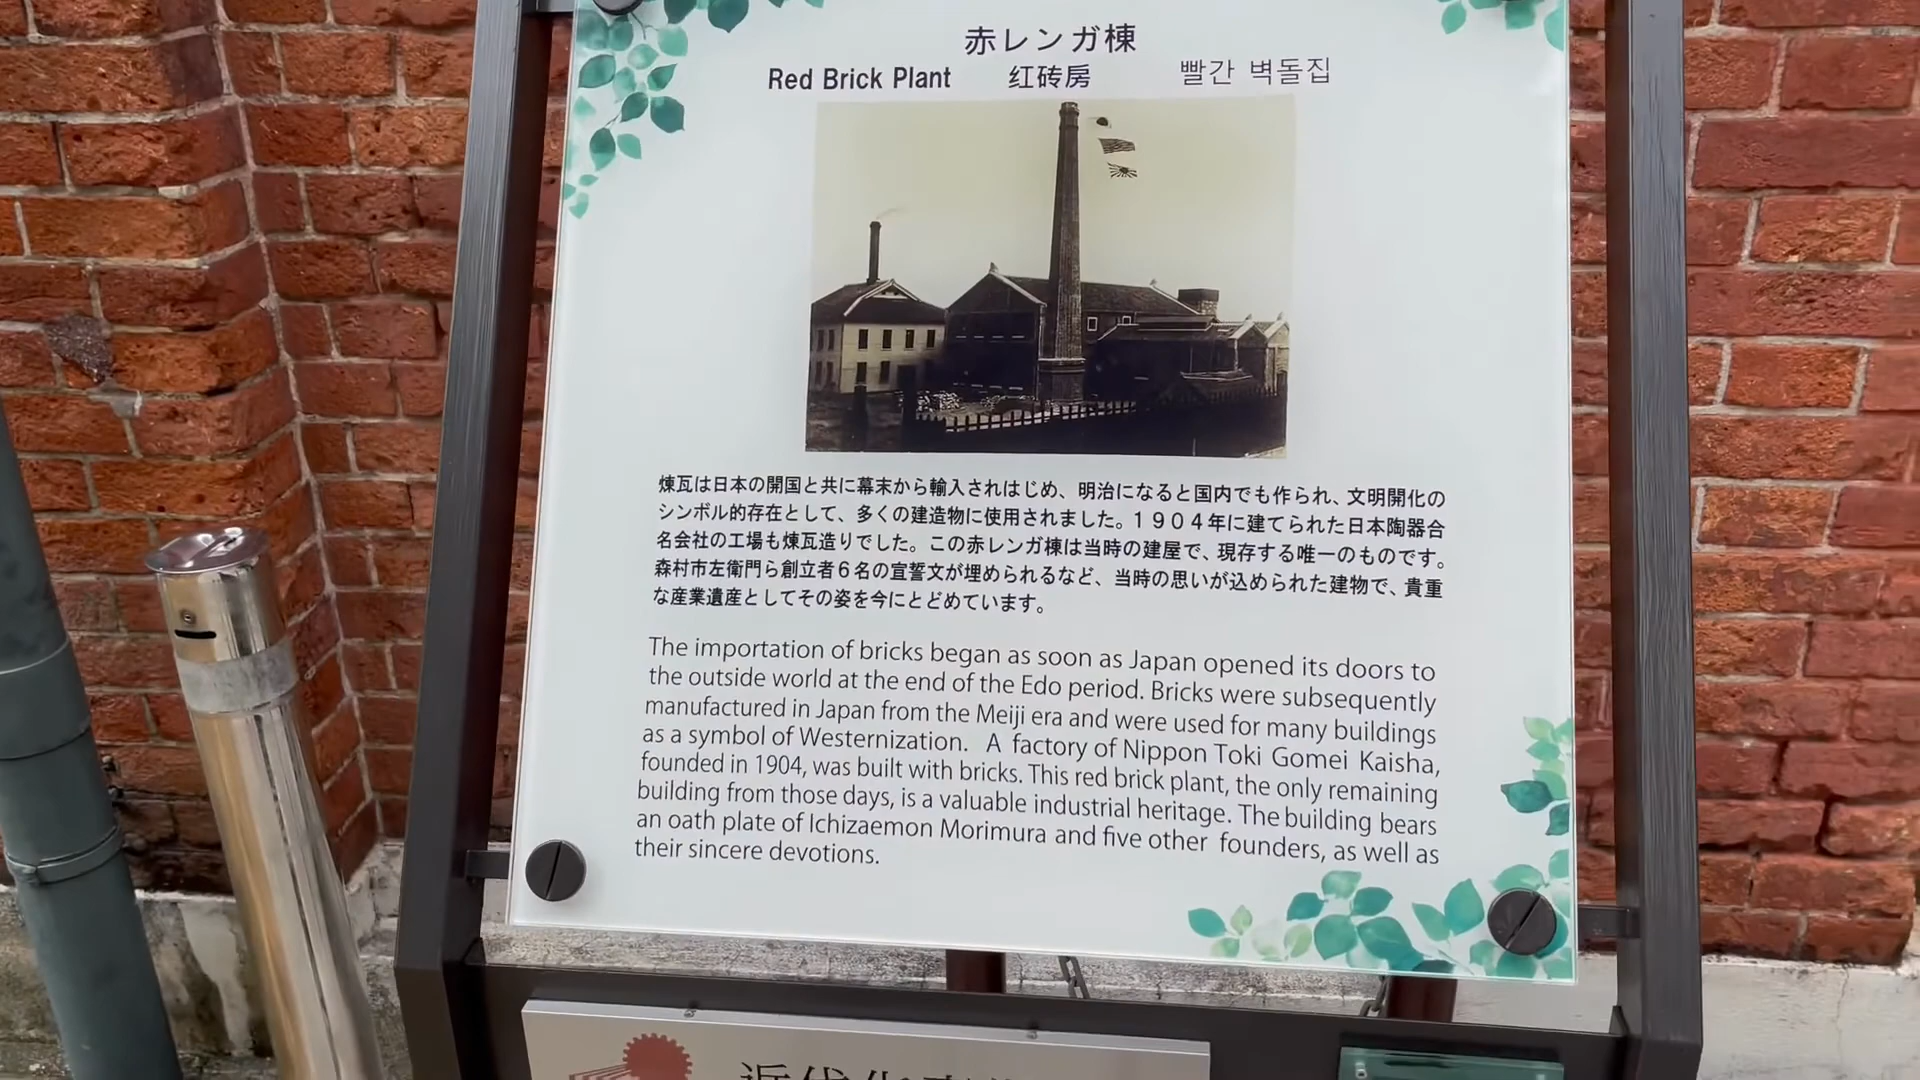 赤レンガ棟
Red Brick Plant 红砖房 빨간 벽돌집
煉瓦は日本の開国と共に幕末から輸入されはじめ、明治になると国内でも作られ、文明開化の
シンボル的存在として、多くの建造物に使用されました。１９０４年に建てられた日本陶器合
名会社の工場も煉瓦造りでした。この赤レンガ棟は当時の建屋で、現存する唯一のものです。
森村市左衛門ら創立者６名の宣誓文が埋められるなど、当時の思いが込められた建物で、貴重
な産業遺産としてその姿を今にとどめています。
The importation of bricks began as soon as Japan opened its doors to
the outside world at the end of the Edo period. Bricks were subsequently
manufactured in Japan from the Meiji era and were used for many buildings
as a symbol of Westernization. A factory of Nippon Toki Gomei Kaisha,
founded in 1904, was built with bricks. This red brick plant, the only remaining
building from those days, is a valuable industrial heritage. The building bears
an oath plate of Ichizaemon Morimura and five other founders, as well as
their sincere devotions.